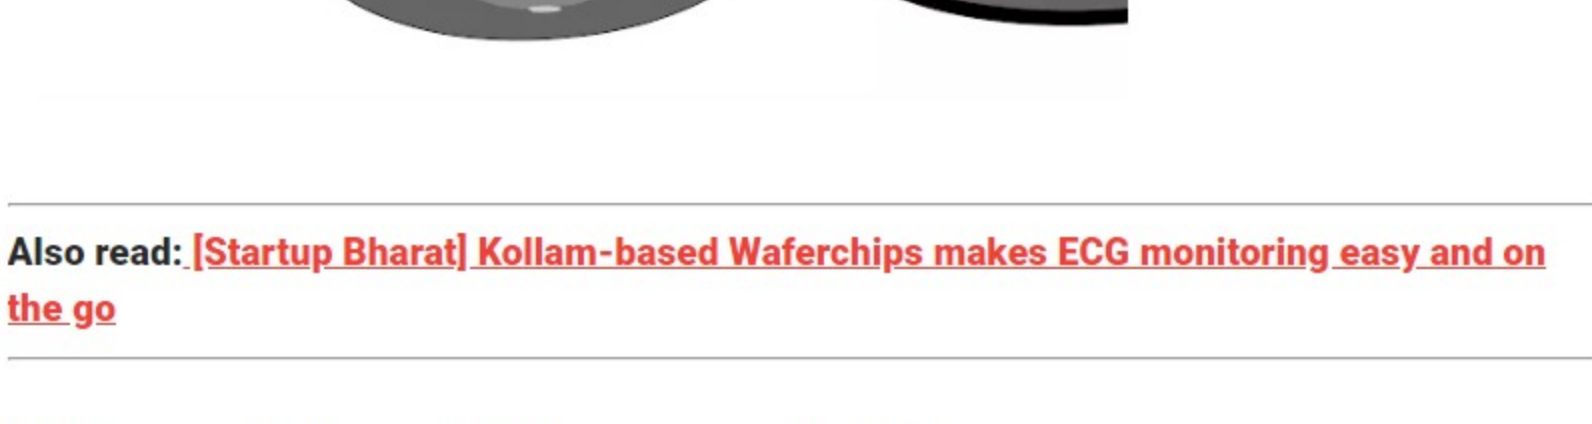 Also read: [Startup Bharat] Kollam-based Waferchips makes ECG monitoring easy and on
the go